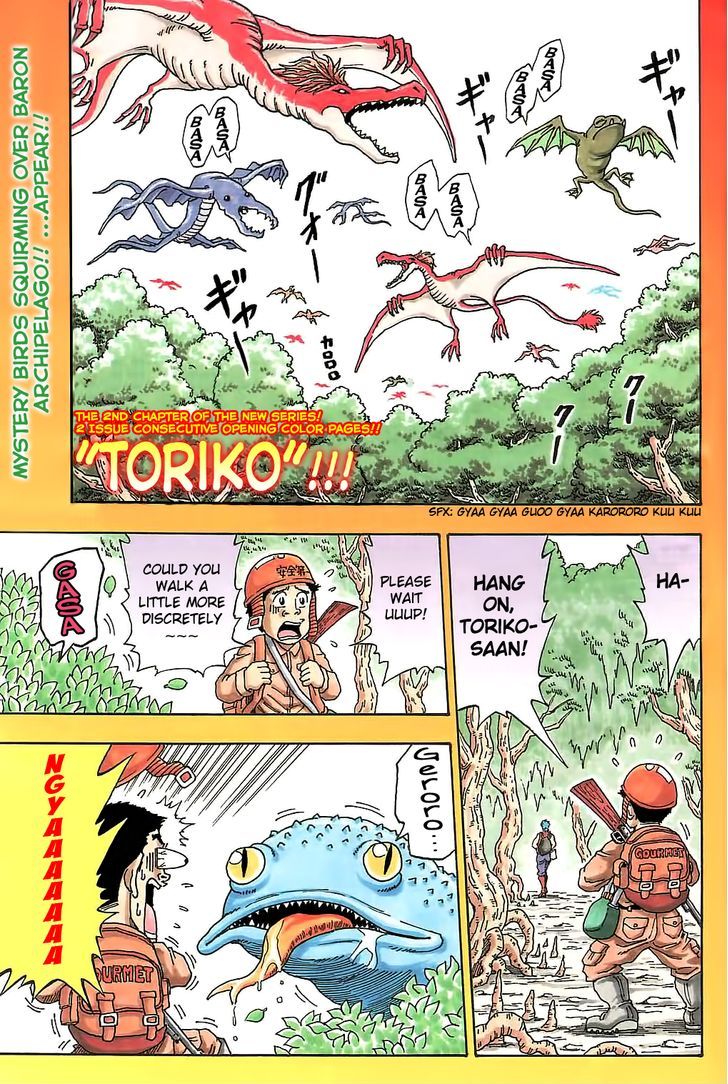 MYSTERY BIRDS SQUIRMING OVER BARON
ARCHIPELAGO!! ...APPEAR!!
ギャー
BASA
BASA
ギャー
BASA
BASA
BASA
BASA
グオー
ギャー
カロロロ
クー
クー
THE 2ND CHAPTER OF THE NEW SERIES!
2 ISSUE CONSECUTIVE OPENING COLOR PAGES!!
"TORIKO"!!!
SFX: GYAA GYAA GUOO GYAA KARORORO KUU KUU
HA-
HANG
ON,
TORIKO-
SAAN!
GOURMET
PLEASE
WAIT
UUUP!
COULD YOU
WALK A
LITTLE MORE
DISCRETELY
~~~
安全第
GASA
Geroro...
NGYAAAAAAA
OURMET